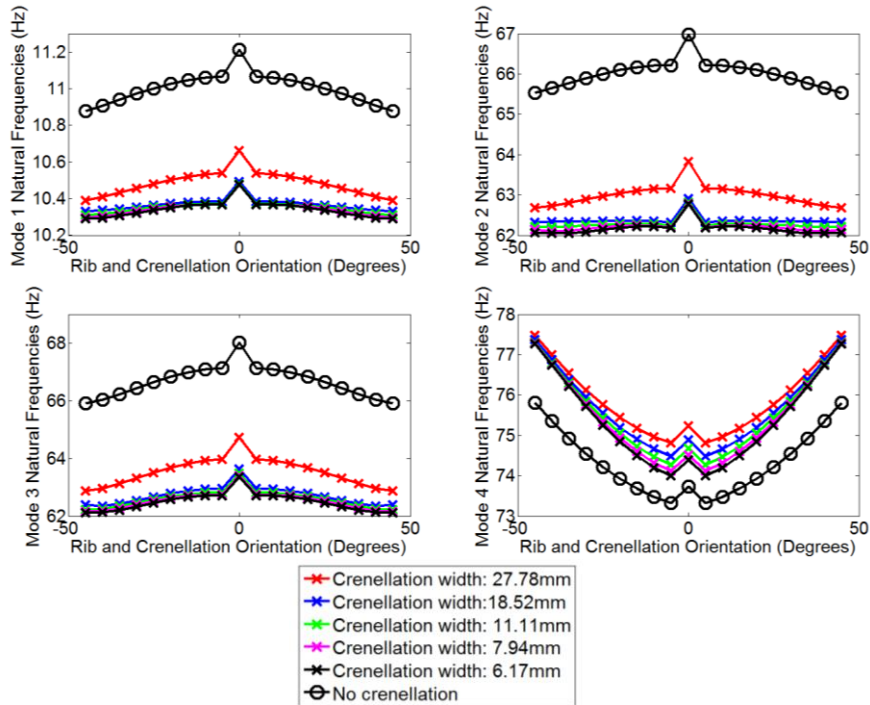 Mode 1 Natural Frequencies (Hz)
11.2
11
10.8
10.6
10.4
10.2
-50
0
50
Rib and Crenellation Orientation (Degrees)
Mode 2 Natural Frequencies (Hz)
67
66
65
64
63
62
-50
0
50
Rib and Crenellation Orientation (Degrees)
Mode 3 Natural Frequencies (Hz)
68
66
64
62
-50
0
50
Rib and Crenellation Orientation (Degrees)
Mode 4 Natural Frequencies (Hz)
78
77
76
75
74
73
-50
0
50
Rib and Crenellation Orientation (Degrees)
Crenellation width: 27.78mm
Crenellation width:18.52mm
Crenellation width: 11.11mm
Crenellation width: 7.94mm
Crenellation width: 6.17mm
No crenellation